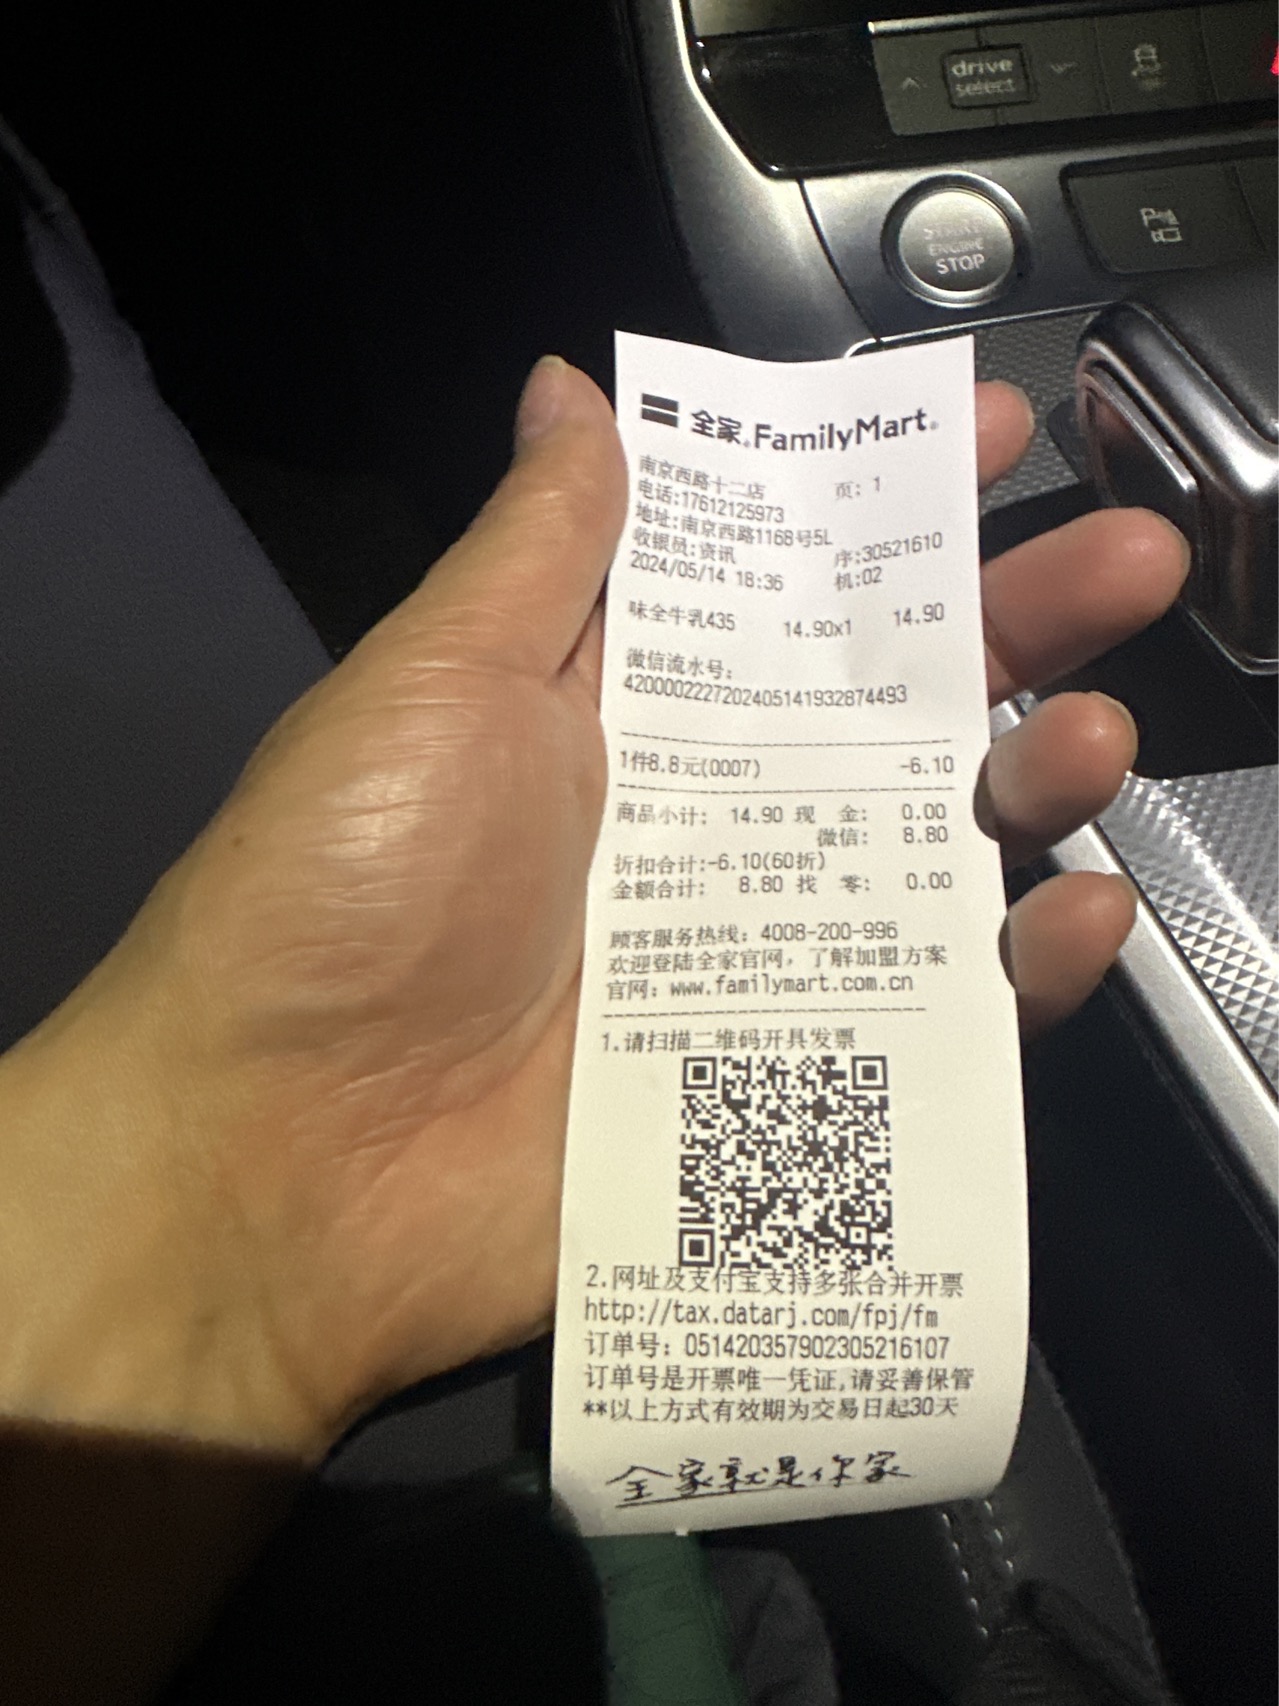 drive
select
START
ENGINE
STOP
全家 FamilyMart
南京西路十二店 页: 1
电话:17612125973
地址:南京西路1168号5L
收银员:资讯 序:30521610
2024/05/14 18:36 机:02
味全牛乳435 14.90x1 14.90
微信流水号:
4200002227202405141932874493
1件8.8元(0007) -6.10
商品小计: 14.90 现 金: 0.00
微信: 8.80
折扣合计:-6.10(60折)
金额合计: 8.80 找 零: 0.00
顾客服务热线: 4008-200-996
欢迎登陆全家官网,了解加盟方案
官网: www.familymart.com.cn
1.请扫描二维码开具发票
2.网址及支付宝支持多张合并开票
http://tax.datarj.com/fpj/fm
订单号: 051420357902305216107
订单号是开票唯一凭证,请妥善保管
**以上方式有效期为交易日起30天
全家就是你家